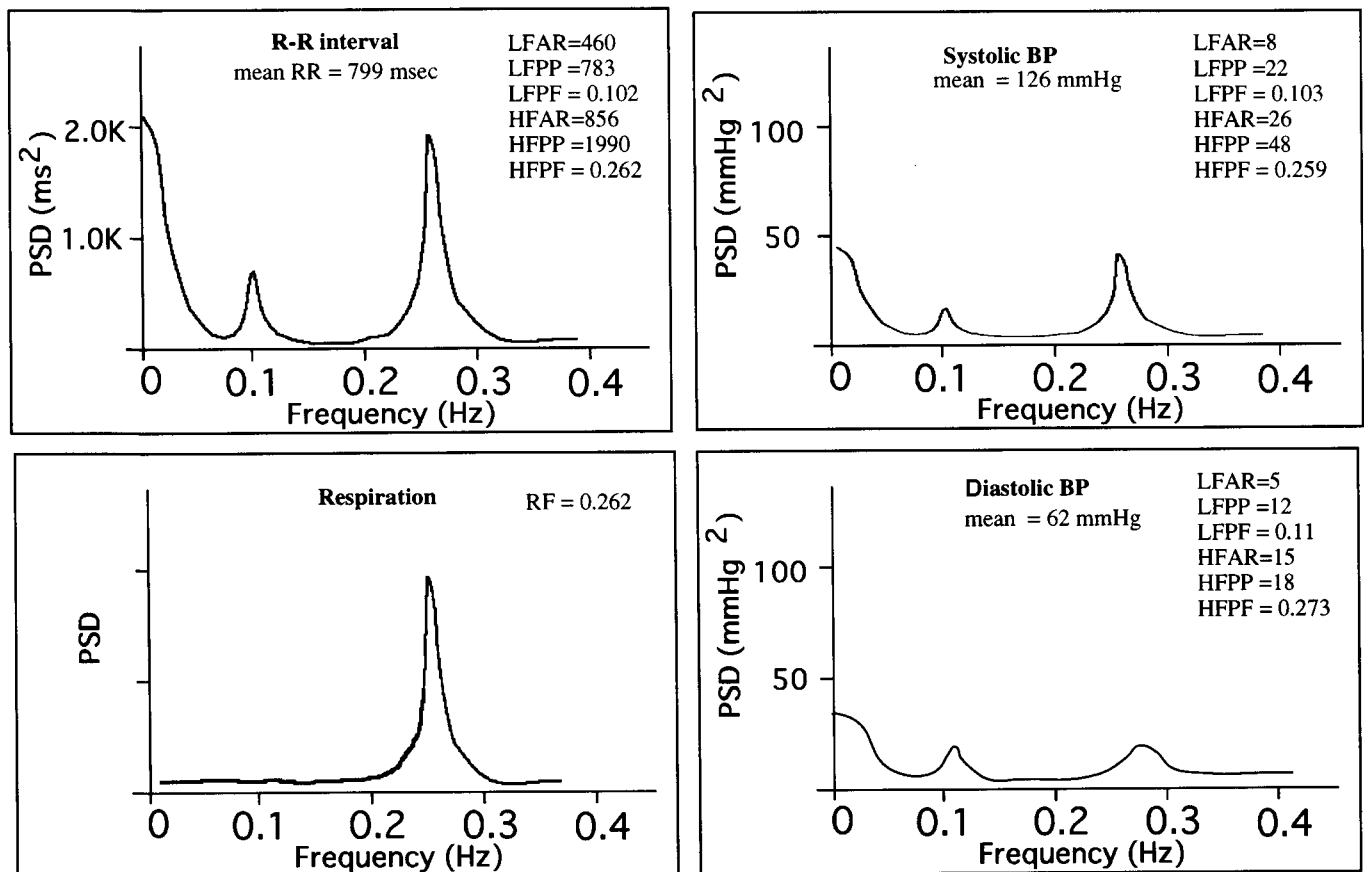 R-R interval
mean RR = 799 msec
LFAR=460
LFPP =783
LFPF = 0.102
HFAR=856
HFPP =1990
HFPF = 0.262
PSD (ms²)
2.0K
1.0K
0 0.1 0.2 0.3 0.4
Frequency (Hz)
Systolic BP
mean = 126 mmHg
LFAR=8
LFPP =22
LFPF = 0.103
HFAR=26
HFPP =48
HFPF = 0.259
PSD (mmHg ²)
100
50
0 0.1 0.2 0.3 0.4
Frequency (Hz)
Respiration
RF = 0.262
PSD
0 0.1 0.2 0.3 0.4
Frequency (Hz)
Diastolic BP
mean = 62 mmHg
LFAR=5
LFPP =12
LFPF = 0.11
HFAR=15
HFPP =18
HFPF = 0.273
PSD (mmHg ²)
100
50
0 0.1 0.2 0.3 0.4
Frequency (Hz)